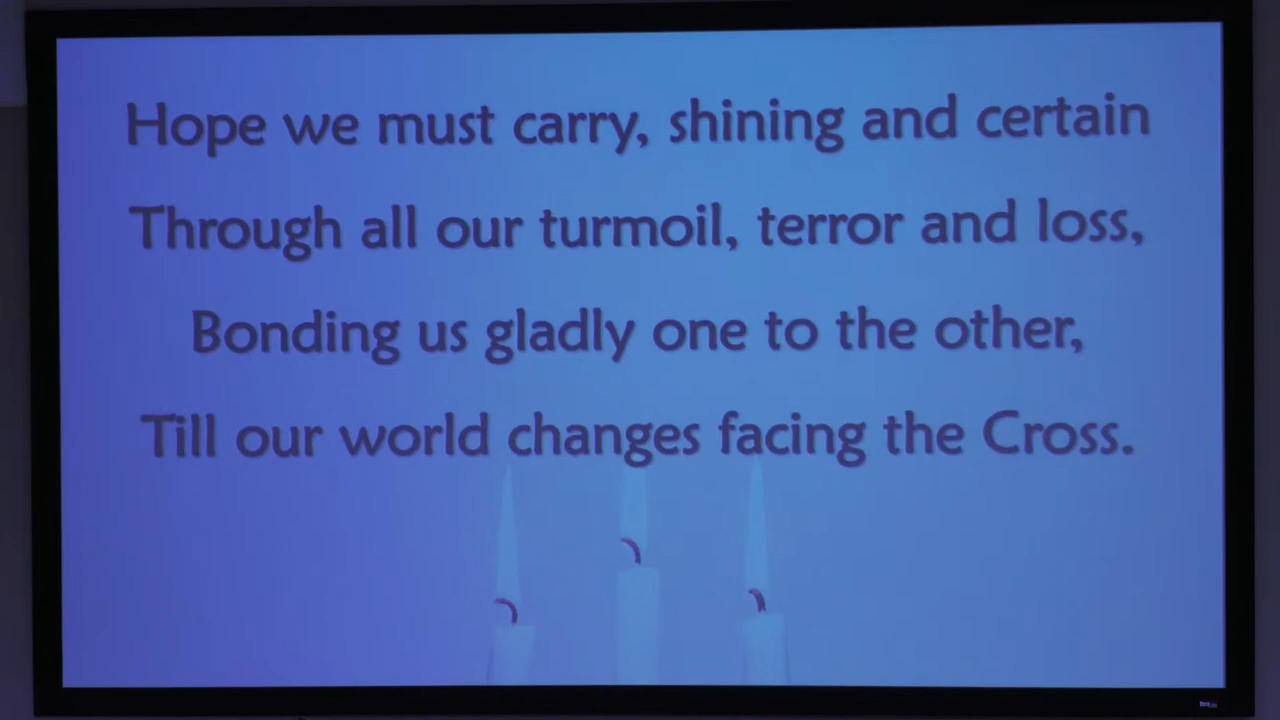 Hope we must carry, shining and certain
Through all our turmoil, terror and loss,
Bonding us gladly one to the other,
Till our world changes facing the Cross.